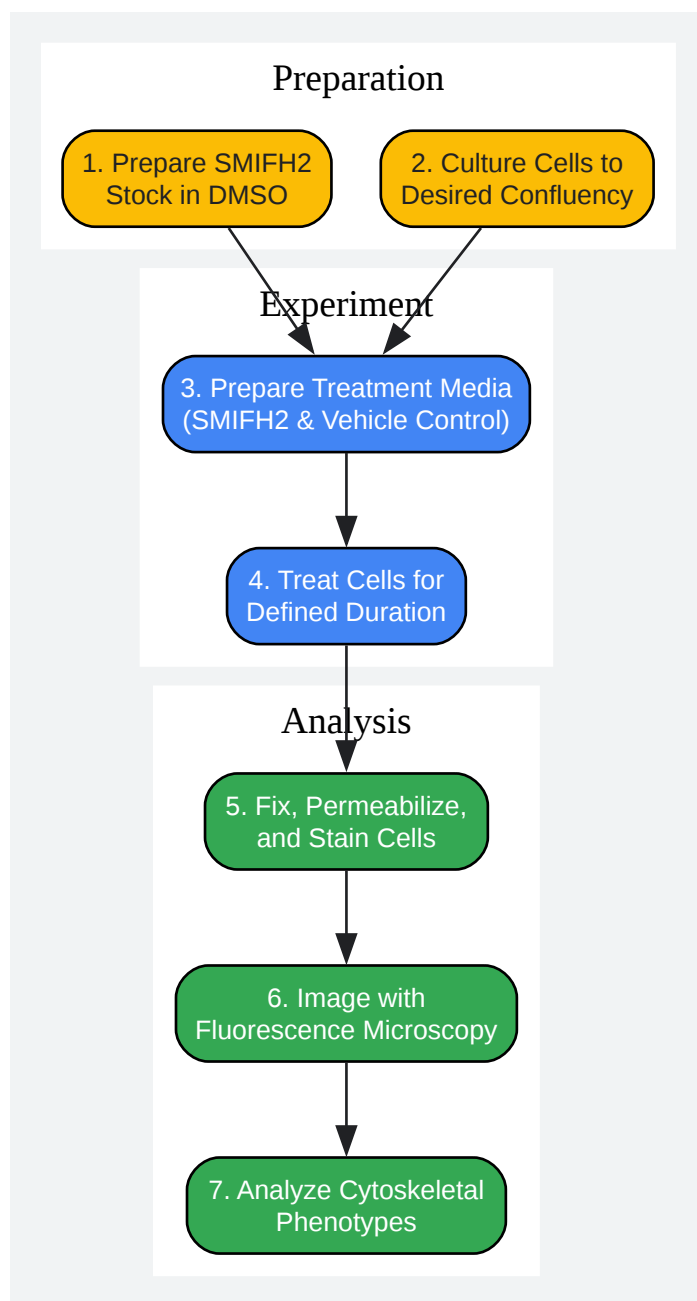 Preparation
1. Prepare SMIFH2
Stock in DMSO
2. Culture Cells to
Desired Confluency
Experiment
3. Prepare Treatment Media
(SMIFH2 & Vehicle Control)
4. Treat Cells for
Defined Duration
Analysis
5. Fix, Permeabilize,
and Stain Cells
6. Image with
Fluorescence Microscopy
7. Analyze Cytoskeletal
Phenotypes